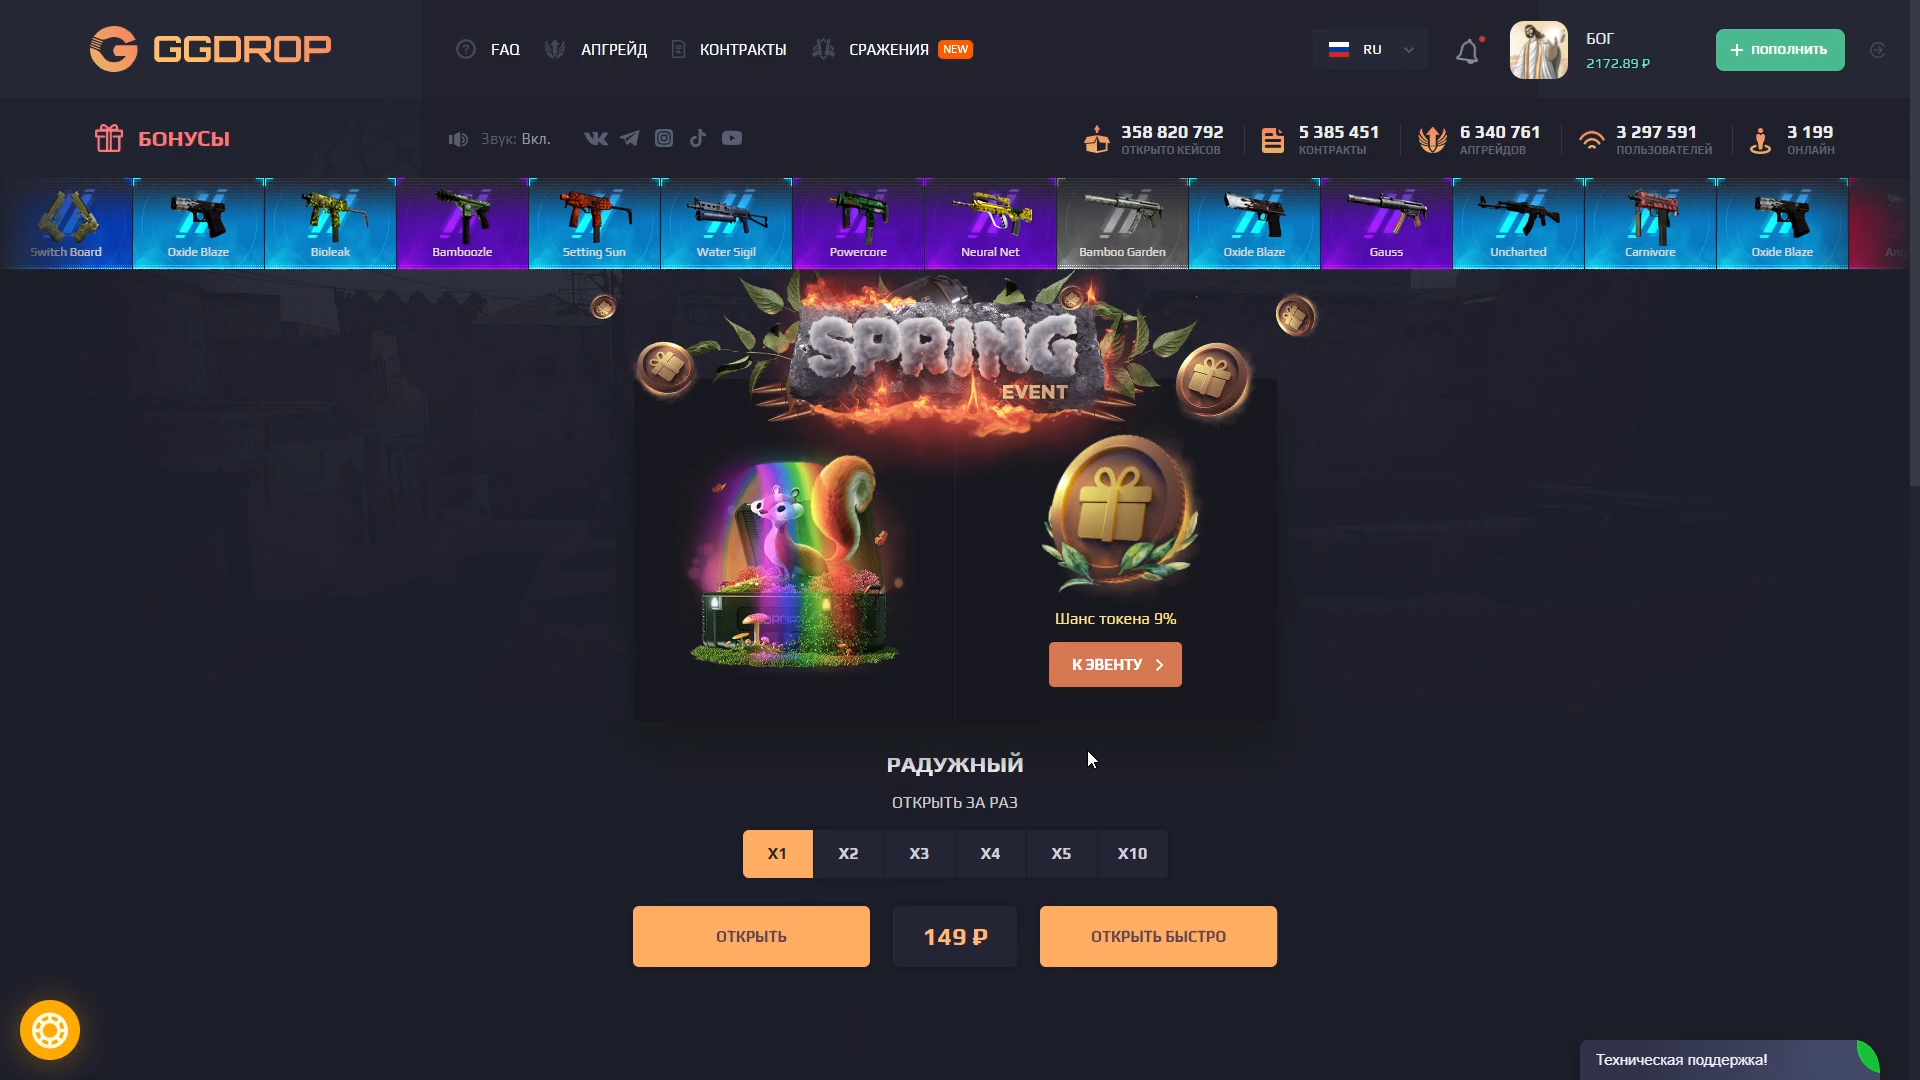 GGDROP
FAQ
АПГРЕЙД
КОНТРАКТЫ
СРАЖЕНИЯ NEW
RU
БОГ
2172.89 ₽
+ ПОПОЛНИТЬ
БОНУСЫ
Звук: Вкл.
358 820 792
ОТКРЫТО КЕЙСОВ
5 385 451
КОНТРАКТЫ
6 340 761
АПГРЕЙДОВ
3 297 591
ПОЛЬЗОВАТЕЛЕЙ
3 199
ОНЛАЙН
Switch Board
Oxide Blaze
Bioleak
Bamboozle
Setting Sun
Water Sigil
Powercore
Neural Net
Bamboo Garden
Oxide Blaze
Gauss
Uncharted
Carnivore
Oxide Blaze
SPRING
EVENT
Шанс токена 9%
К ЭВЕНТУ
РАДУЖНЫЙ
ОТКРЫТЬ ЗА РАЗ
X1 X2 X3 X4 X5 X10
ОТКРЫТЬ
149 ₽
ОТКРЫТЬ БЫСТРО
Техническая поддержка!